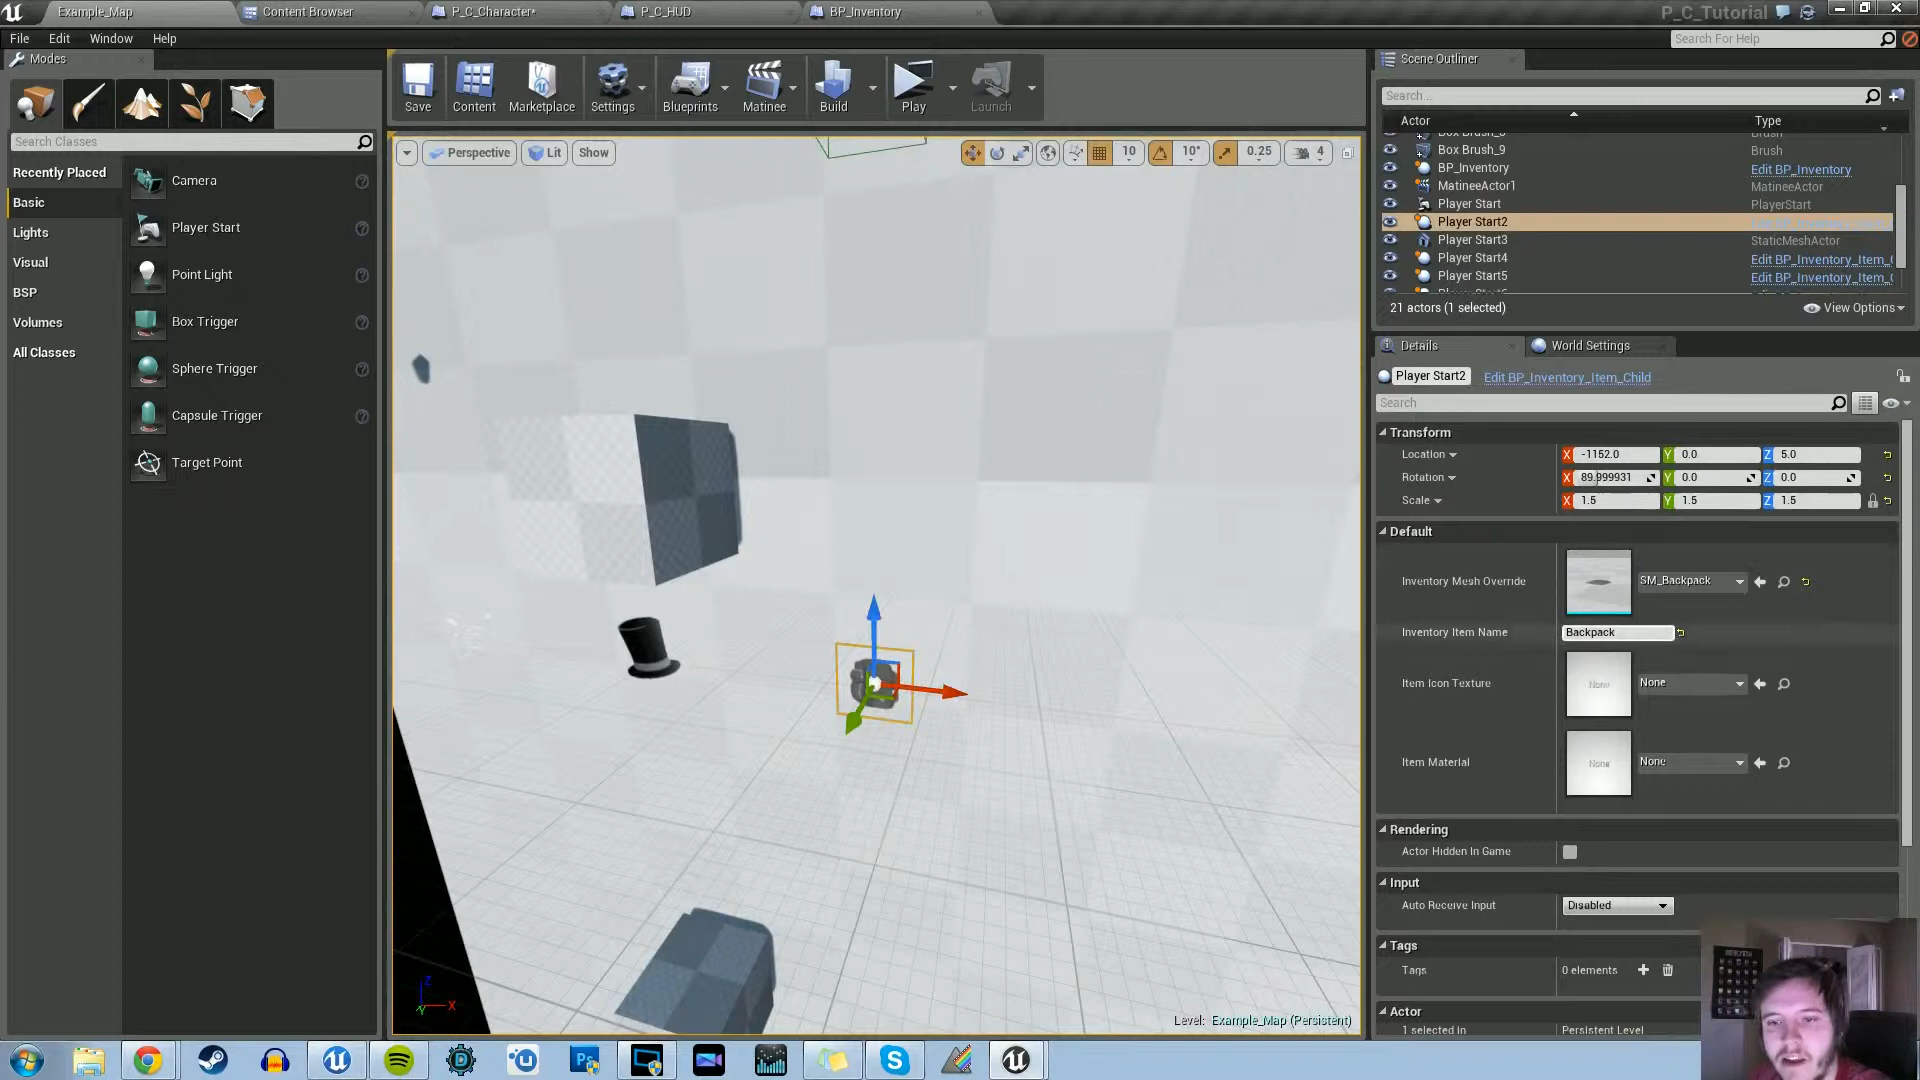 Example_Map
Content Browser
P_C_Character*
P_C_HUD
BP_Inventory
P_C_Tutorial
File
Edit
Window
Help
Search For Help
Modes
Search Classes
Recently Placed
Basic
Lights
Visual
BSP
Volumes
All Classes
Camera
Player Start
Point Light
Box Trigger
Sphere Trigger
Capsule Trigger
Target Point
Save
Content
Marketplace
Settings
Blueprints
Matinee
Build
Play
Launch
Perspective
Lit
Show
10
10°
0.25
4
Level: Example_Map (Persistent)
Scene Outliner
Search...
Actor
Type
Box Brush_9
Brush
BP_Inventory
Edit BP_Inventory
MatineeActor1
MatineeActor
Player Start
PlayerStart
Player Start2
Player Start3
StaticMeshActor
Player Start4
Edit BP_Inventory_Item_
Player Start5
Edit BP_Inventory_Item_
21 actors (1 selected)
View Options
Details
World Settings
Player Start2
Edit BP_Inventory_Item_Child
Search
Transform
Location
X -1152.0
Y 0.0
Z 5.0
Rotation
X 89.999931
Y 0.0
Z 0.0
Scale
X 1.5
Y 1.5
Z 1.5
Default
Inventory Mesh Override
SM_Backpack
Inventory Item Name
Backpack
Item Icon Texture
None
None
Item Material
None
None
Rendering
Actor Hidden In Game
Input
Auto Receive Input
Disabled
Tags
Tags
0 elements
Actor
1 selected in
Persistent Level